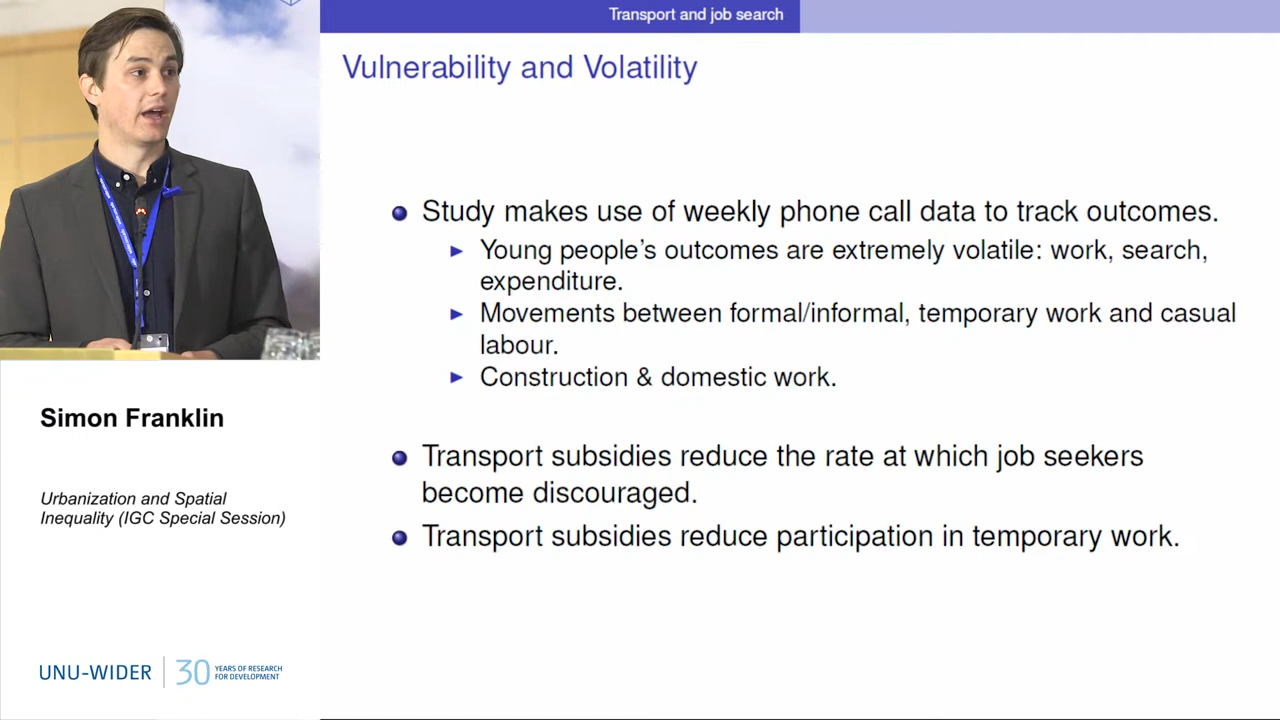 Transport and job search
Vulnerability and Volatility
Study makes use of weekly phone call data to track outcomes.
Young people's outcomes are extremely volatile: work, search,
expenditure.
Movements between formal/informal, temporary work and casual
labour.
Construction & domestic work.
Transport subsidies reduce the rate at which job seekers
become discouraged.
Transport subsidies reduce participation in temporary work.
Simon Franklin
Urbanization and Spatial
Inequality (IGC Special Session)
UNU-WIDER
30
YEARS OF RESEARCH
FOR DEVELOPMENT